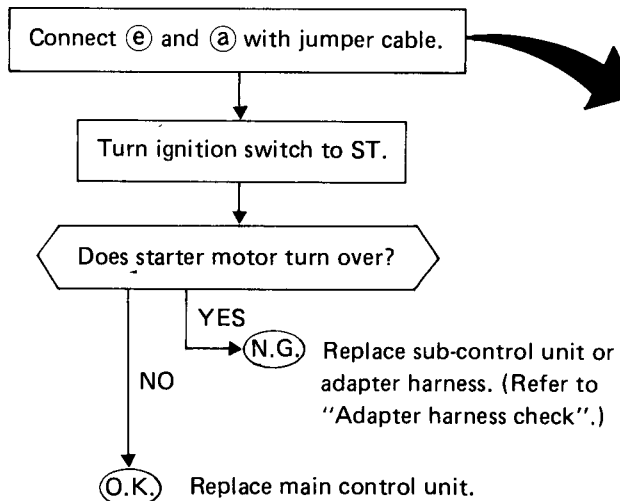 Connect ⓔ and ⓐ with jumper cable.
Turn ignition switch to ST.
Does starter motor turn over?
YES
N.G. Replace sub-control unit or
adapter harness. (Refer to
"Adapter harness check".)
NO
O.K. Replace main control unit.